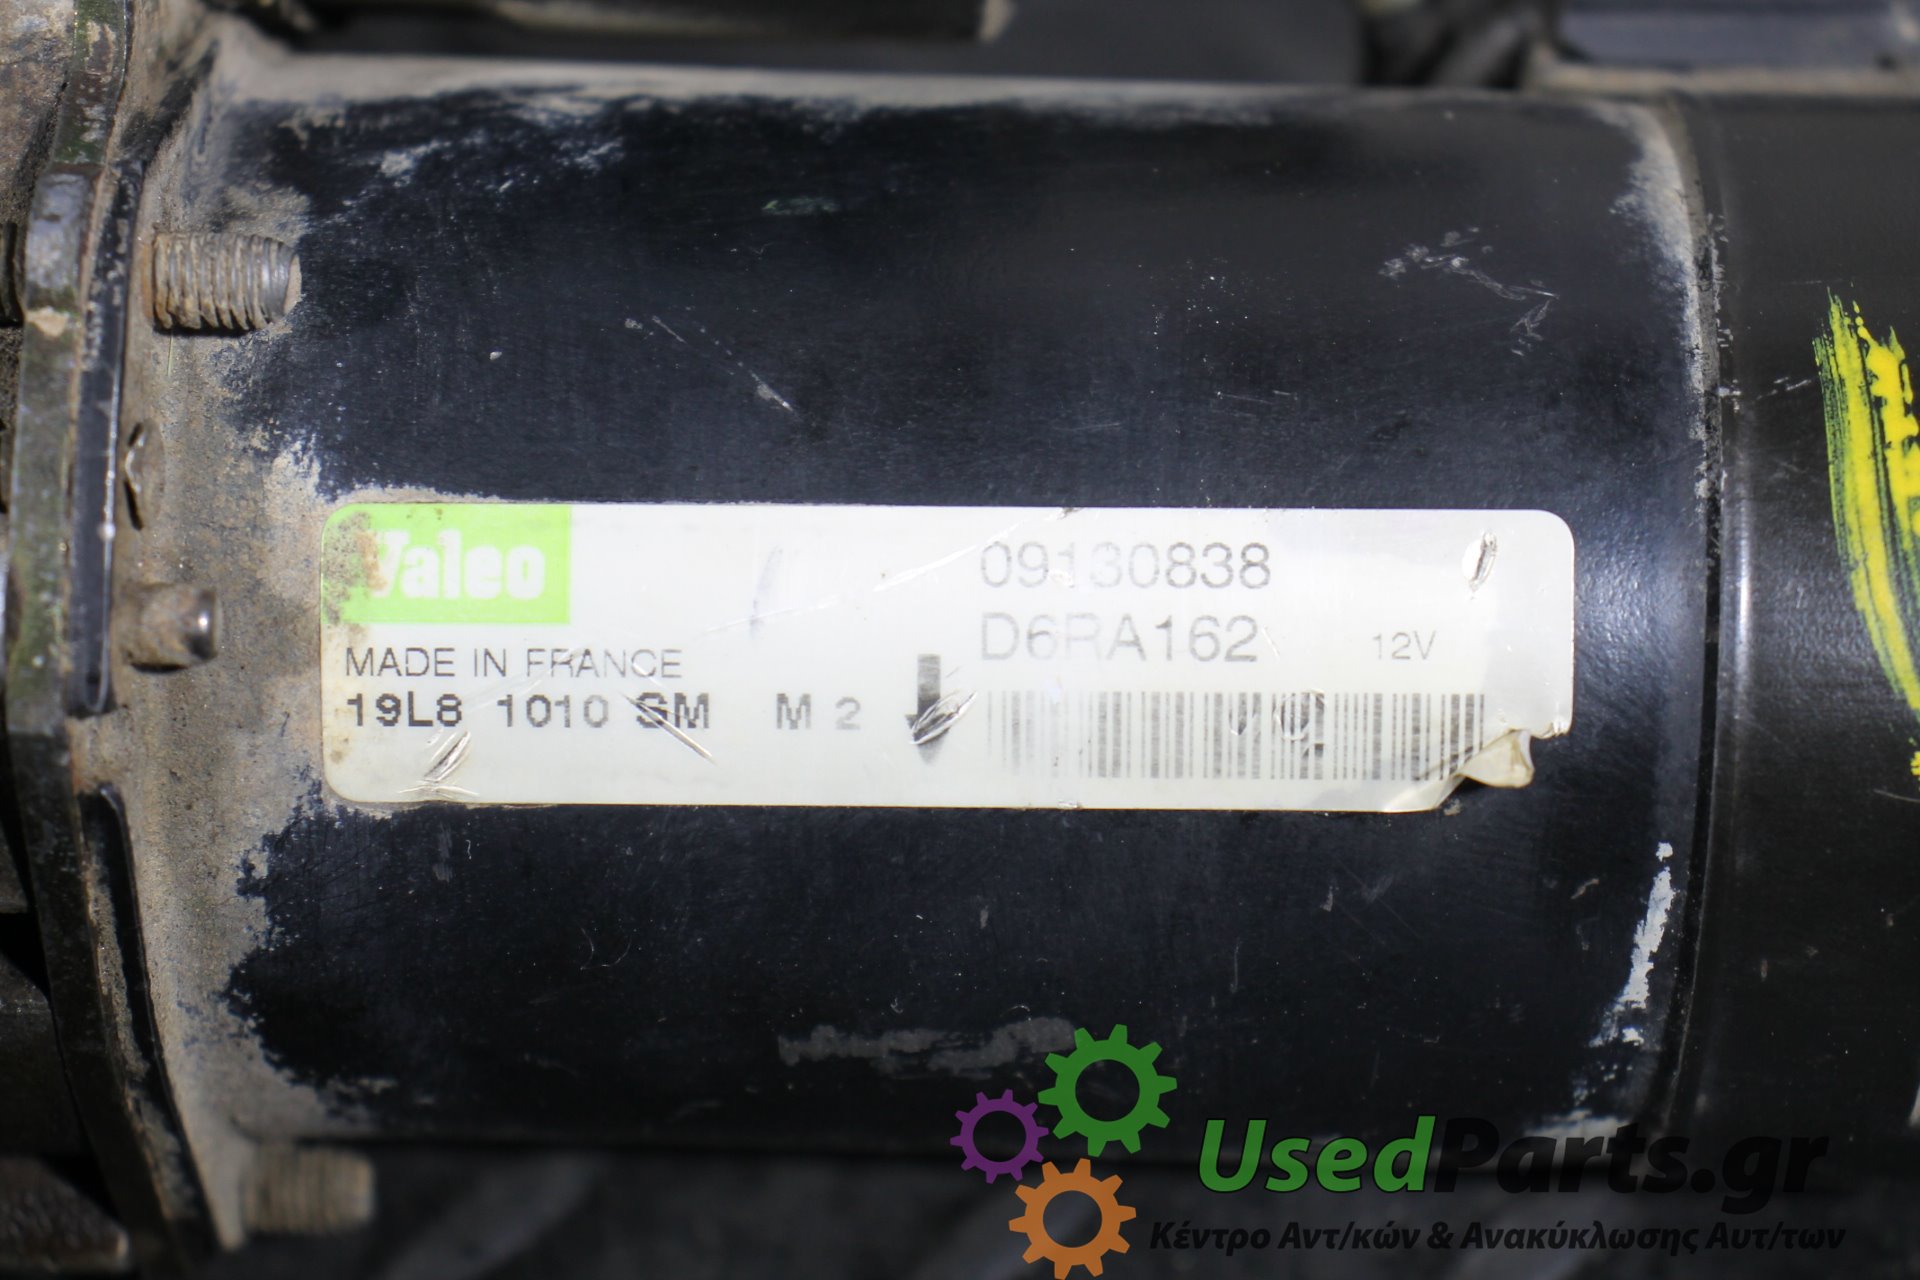 Valeo
09130838
D6RA162 12V
MADE IN FRANCE
19L8 1010 SM M 2
UsedParts.gr
Κέντρο Αντ/κών & Ανακύκλωσης Αυτ/των